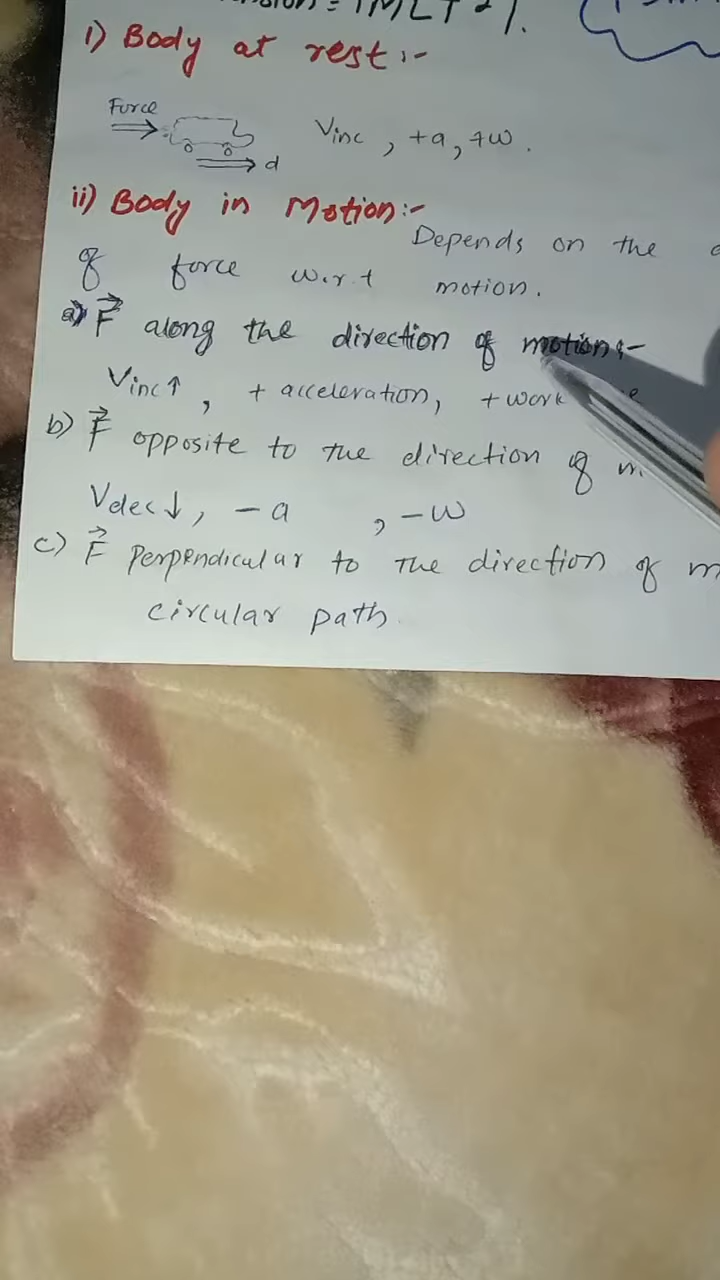 i) Body at rest :-
Force
Vinc , +a, +w.
d
ii) Body in Motion:-
Depends on the
of force w.r.t motion.
a) F⃗ along the direction of motion:-
Vinc↑ , + acceleration, + work
b) F⃗ opposite to the direction of
Vdec↓, -a , -w
c) F⃗ perpendicular to the direction of
circular path.